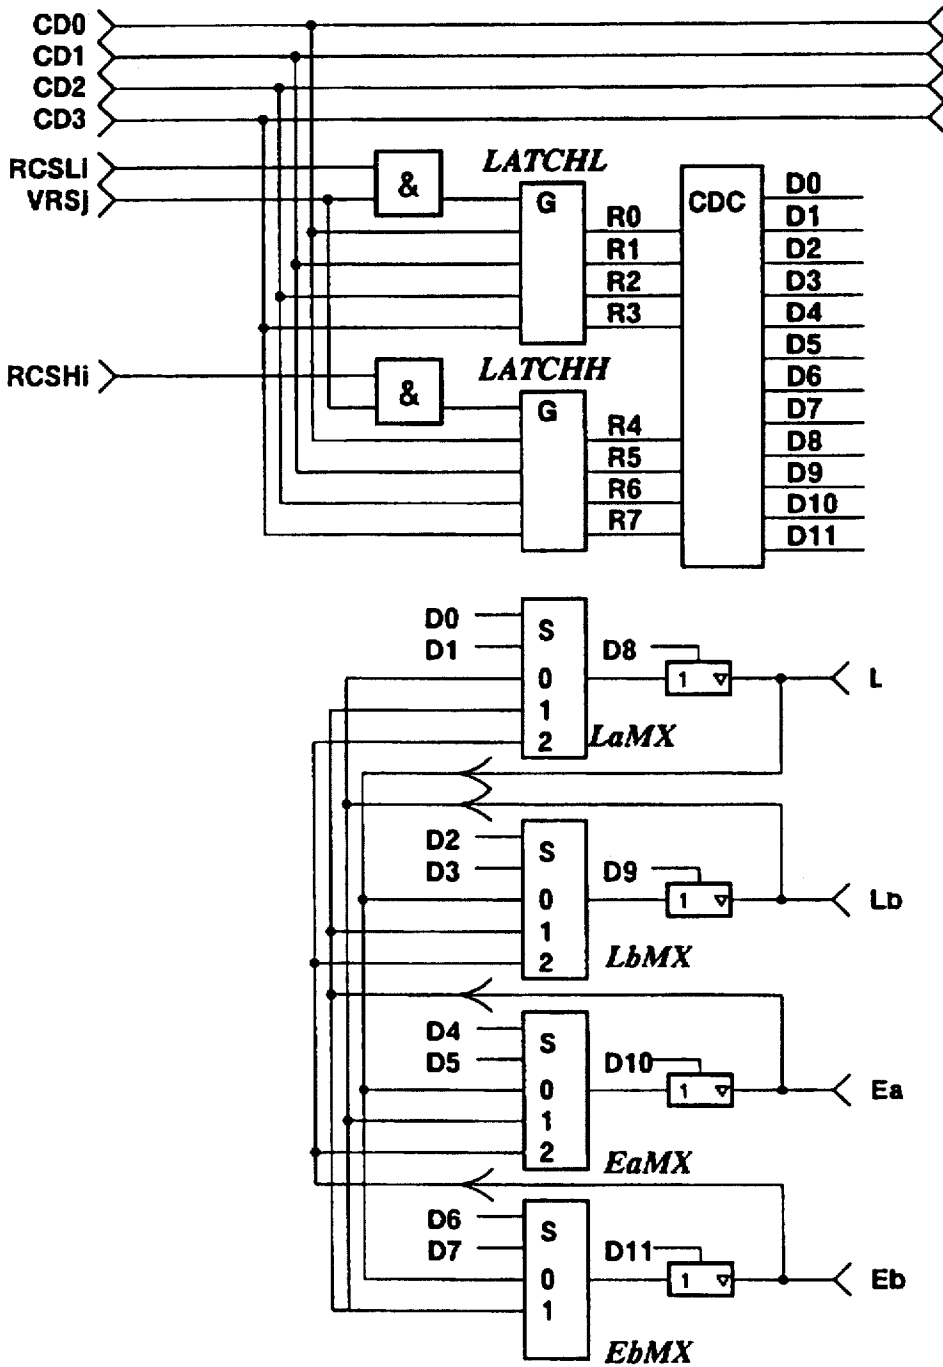 CD0
CD1
CD2
CD3
RCSLi
VRSj
&
LATCHL
G
R0
R1
R2
R3
CDC
D0
D1
D2
D3
D4
D5
D6
D7
D8
D9
D10
D11
RCSHi
&
LATCHH
G
R4
R5
R6
R7
D0
D1
S
0
1
2
LaMX
D8
1
L
D2
D3
S
0
1
2
LbMX
D9
1
Lb
D4
D5
S
0
1
2
EaMX
D10
1
Ea
D6
D7
S
0
1
EbMX
D11
1
Eb